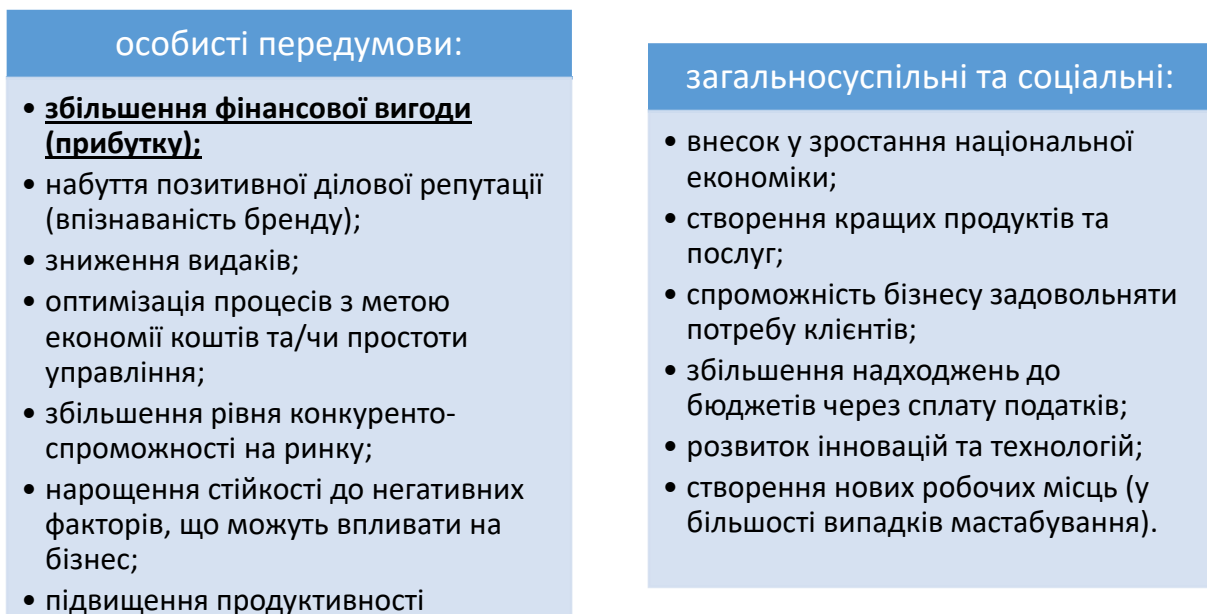 особисті передумови:
• збільшення фінансової вигоди
(прибутку);
• набуття позитивної ділової репутації
(впізнаваність бренду);
• зниження видаків;
• оптимізація процесів з метою
економії коштів та/чи простоти
управління;
• збільшення рівня конкуренто-
спроможності на ринку;
• нарощення стійкості до негативних
факторів, що можуть впливати на
бізнес;
• підвищення продуктивності
загальносуспільні та соціальні:
• внесок у зростання національної
економіки;
• створення кращих продуктів та
послуг;
• спроможність бізнесу задовольняти
потребу клієнтів;
• збільшення надходжень до
бюджетів через сплату податків;
• розвиток інновацій та технологій;
• створення нових робочих місць (у
більшості випадків мастабування).